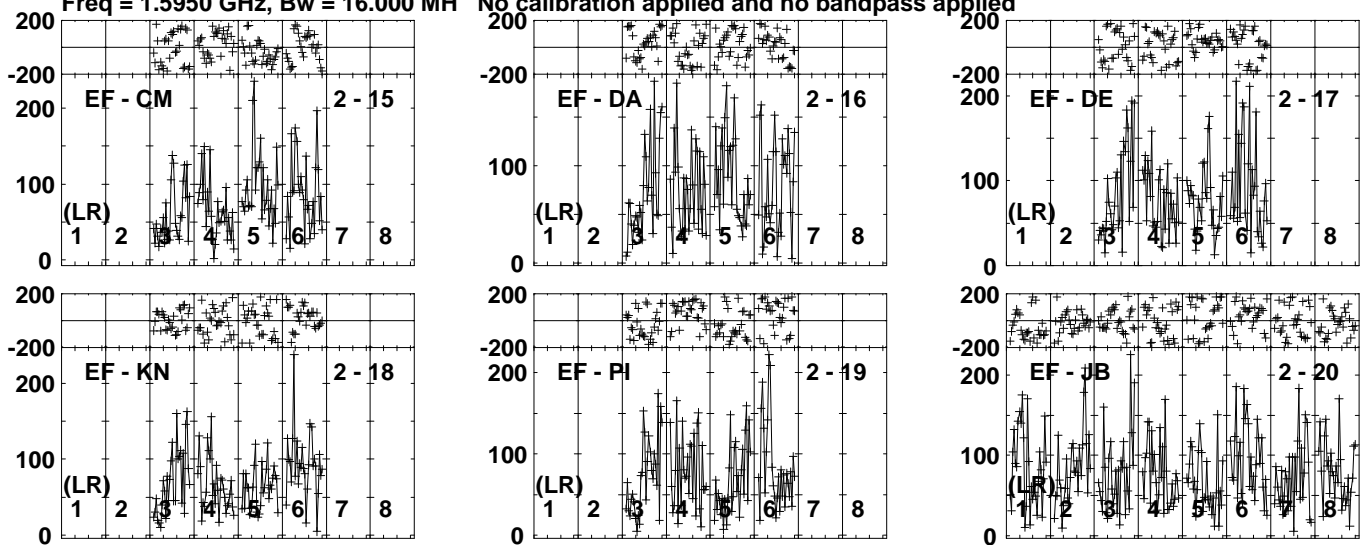 Freq = 1.5950 GHz, Bw = 16.000 MH No calibration applied and no bandpass applied
200
-200
EF - CM 2 - 15
200
100
0
(LR)
1 2 3 4 5 6 7 8
200
-200
EF - DA 2 - 16
100
0
(LR)
1 2 3 4 5 6 7 8
200
-200
EF - DE 2 - 17
200
100
0
(LR)
1 2 3 4 5 6 7 8
200
-200
EF - KN 2 - 18
200
100
0
(LR)
1 2 3 4 5 6 7 8
200
-200
EF - PI 2 - 19
100
0
(LR)
1 2 3 4 5 6 7 8
200
-200
EF - JB 2 - 20
200
100
0
(LR)
1 2 3 4 5 6 7 8